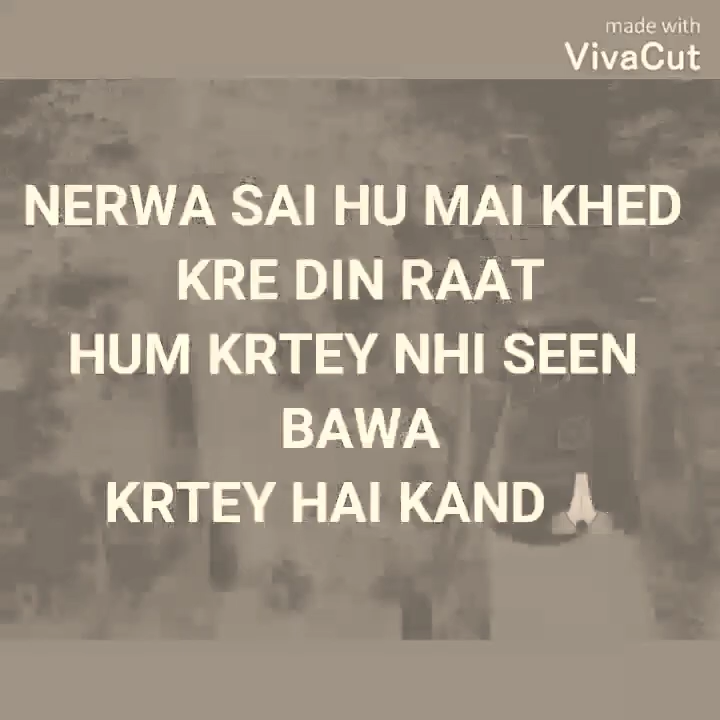 made with
VivaCut
NERWA SAI HU MAI KHED
KRE DIN RAAT
HUM KRTEY NHI SEEN
BAWA
KRTEY HAI KAND🙏🏻